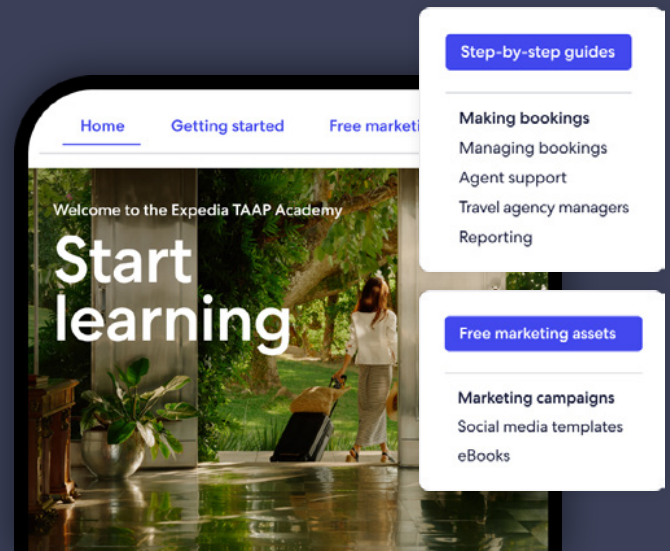 Home
Getting started
Free marketi
Welcome to the Expedia TAAP Academy
Start
learning
Step-by-step guides
Making bookings
Managing bookings
Agent support
Travel agency managers
Reporting
Free marketing assets
Marketing campaigns
Social media templates
eBooks